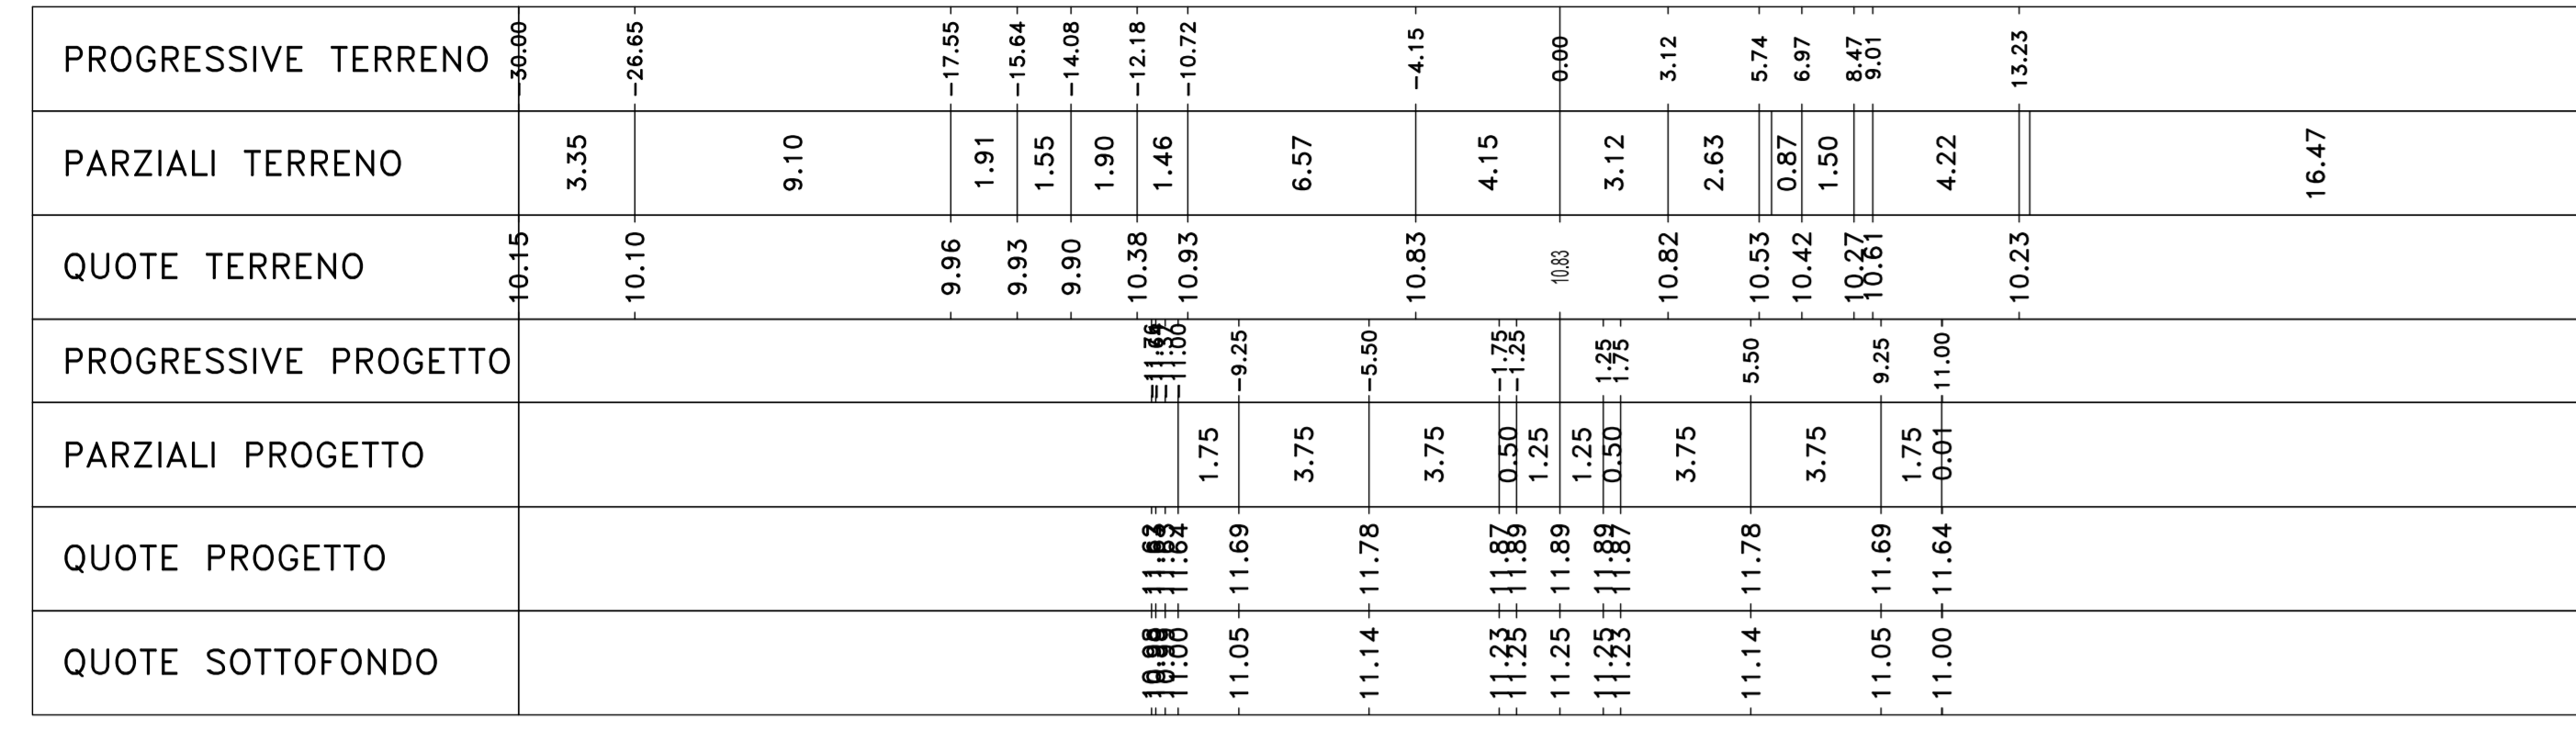 PROGRESSIVE TERRENO -30.00 -26.65 -17.55 -15.64 -14.08 -12.18 -10.72 -4.15 0.00 3.12 5.74 6.97 8.47 9.01 13.23
PARZIALI TERRENO 3.35 9.10 1.91 1.55 1.90 1.46 6.57 4.15 3.12 2.63 0.87 1.50 4.22 16.47
QUOTE TERRENO 10.15 10.10 9.96 9.93 9.90 10.38 10.93 10.83 10.83 10.82 10.53 10.42 10.27 10.61 10.23
PROGRESSIVE PROGETTO -11.00 -9.25 -5.50 -1.75 -1.25 1.25 1.75 5.50 9.25 11.00
PARZIALI PROGETTO 1.75 3.75 3.75 0.50 1.25 1.25 0.50 3.75 3.75 1.75 0.01
QUOTE PROGETTO 11.64 11.69 11.78 11.87 11.89 11.89 11.89 11.87 11.78 11.69 11.64
QUOTE SOTTOFONDO 11.00 11.05 11.14 11.23 11.25 11.25 11.25 11.23 11.14 11.05 11.00